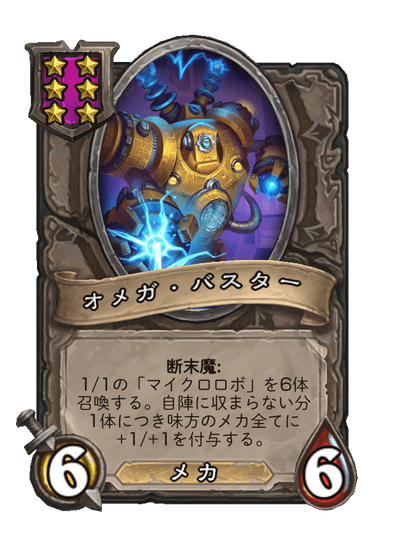 オメガ・バスター
断末魔:
1/1の「マイクロロボ」を6体
召喚する。自陣に収まらない分
1体につき味方のメカ全てに
+1/+1を付与する。
6
メカ
6